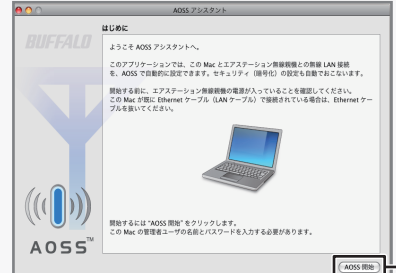 AOSS アシスタント
はじめに
BUFFALO
ようこそ AOSS アシスタントへ。
このアプリケーションでは、この Mac とエアステーション無線親機との無線 LAN 接続
を、AOSS で自動的に設定できます。セキュリティ（暗号化）の設定も自動でおこないます。
開始する前に、エアステーション無線親機の電源が入っていることを確認してください。
この Mac が既に Ethernet ケーブル（LAN ケーブル）で接続されている場合は、Ethernet ケー
ブルを抜いてください。
開始するには "AOSS 開始" をクリックします。
この Mac の管理者ユーザの名前とパスワードを入力する必要があります。
AOSS™
AOSS 開始